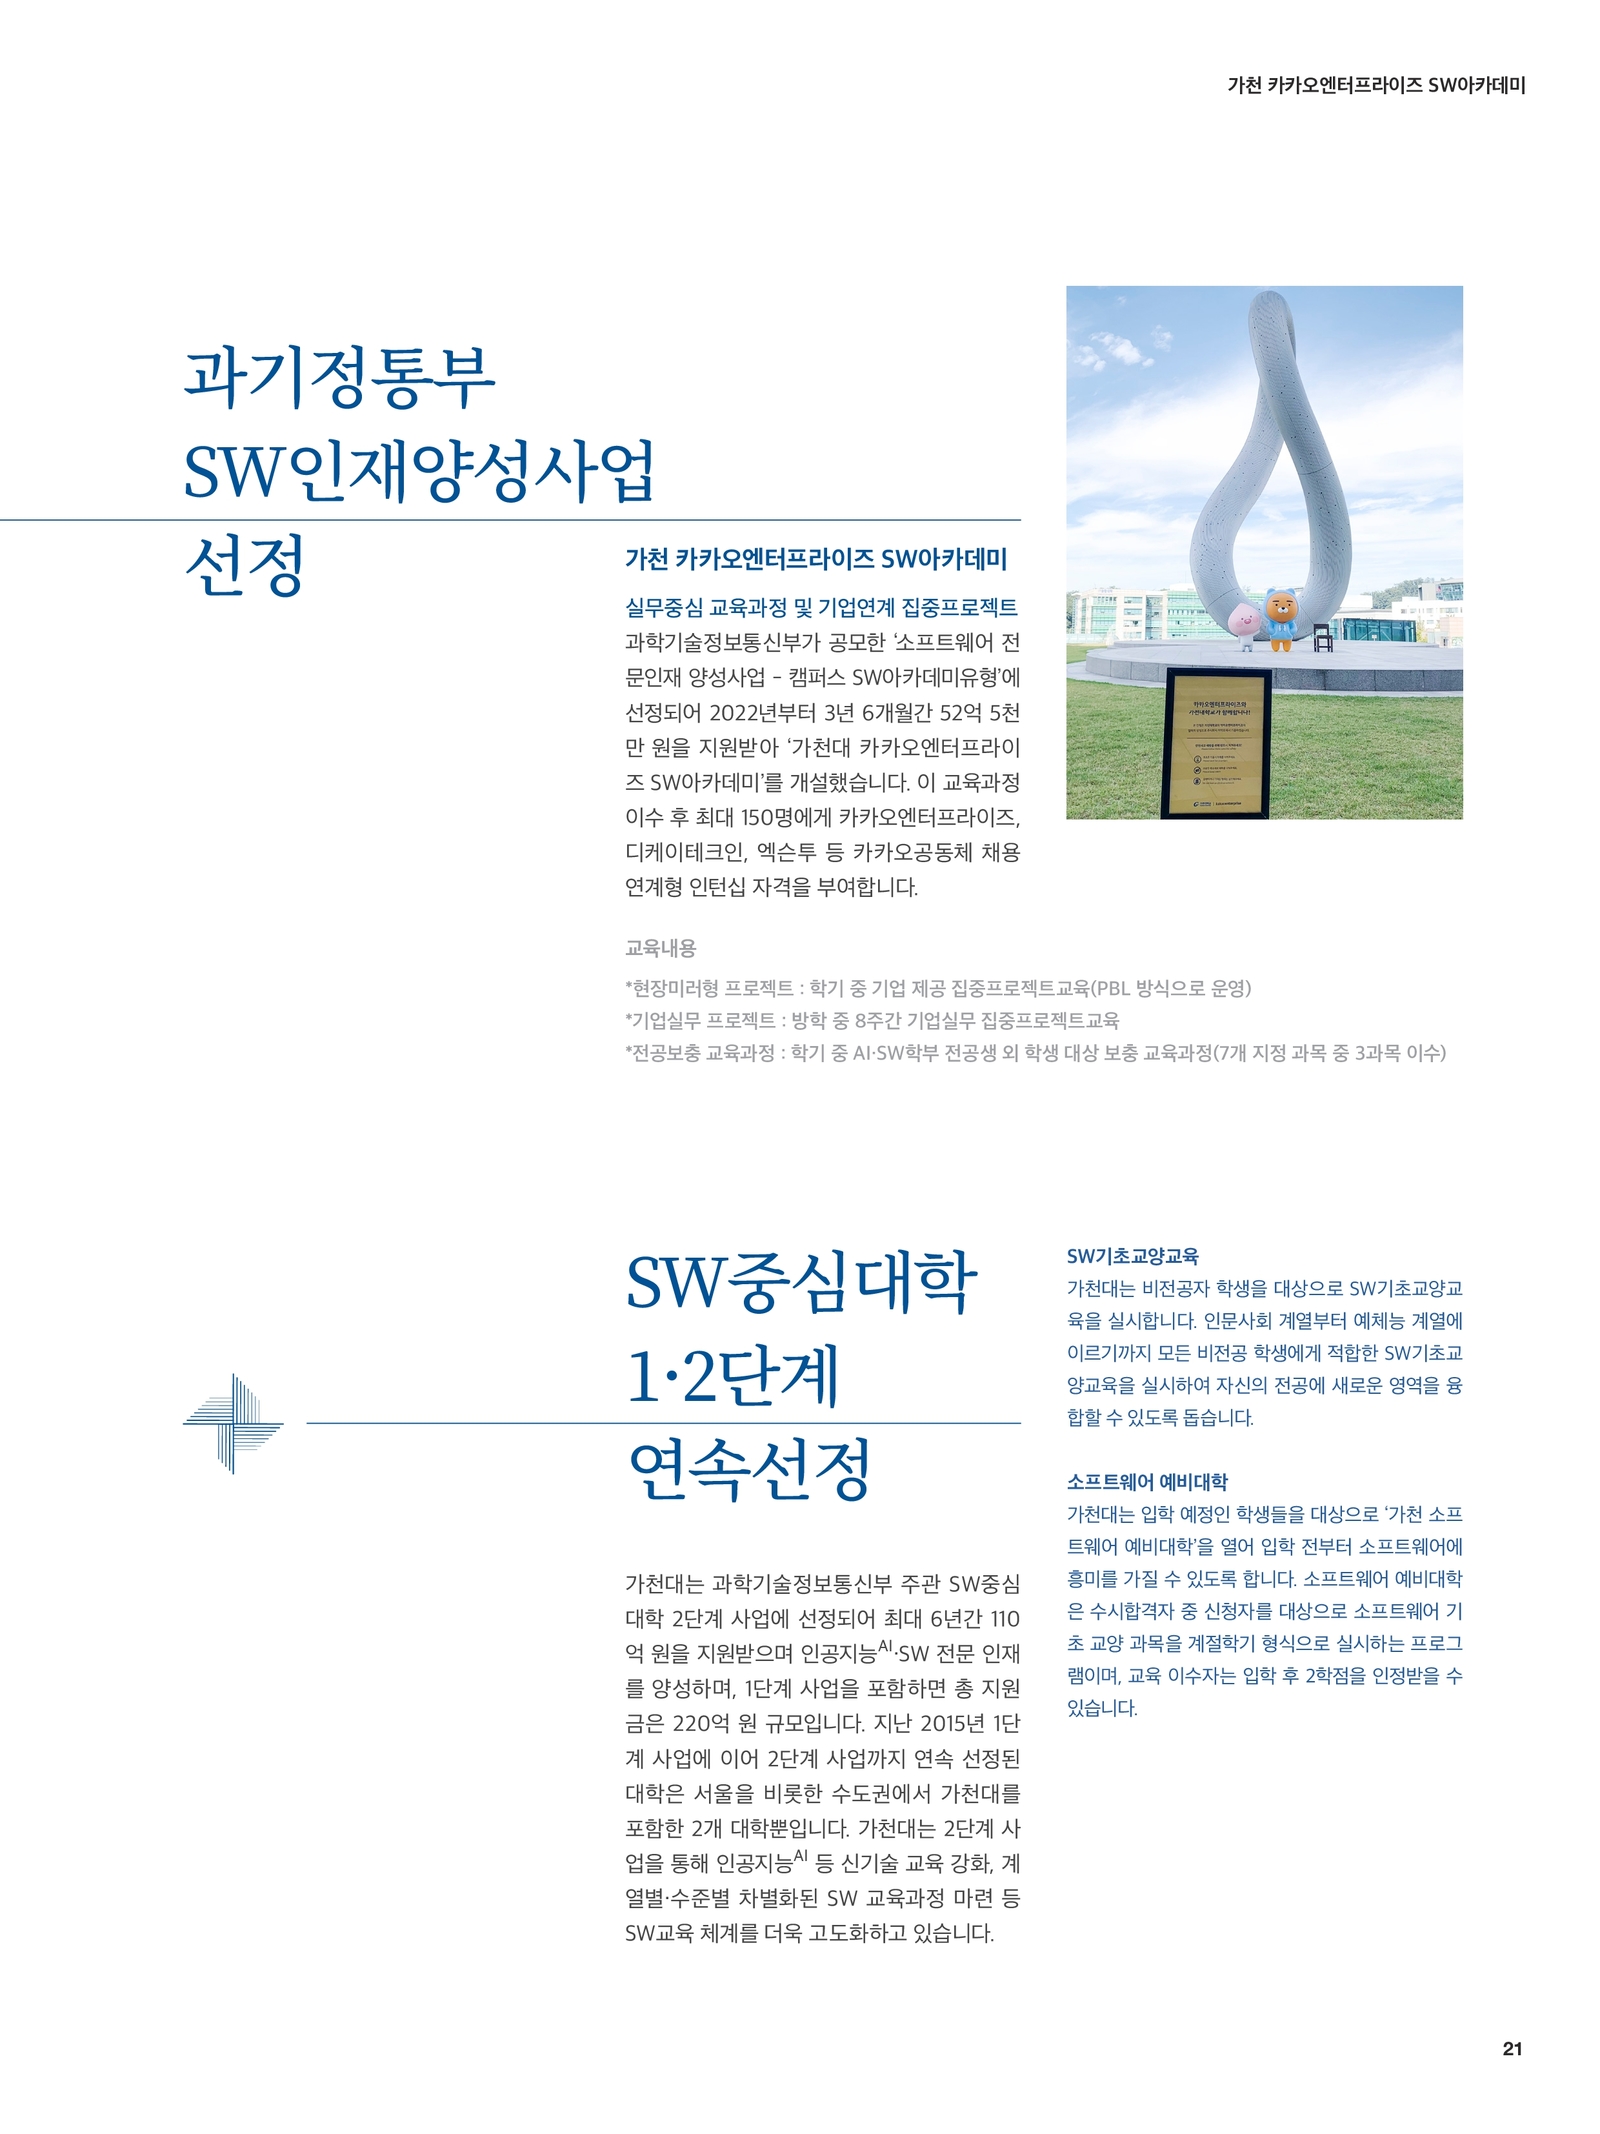 가천 카카오엔터프라이즈 SW아카데미
과기정통부
SW인재양성사업
선정
가천 카카오엔터프라이즈 SW아카데미
실무중심 교육과정 및 기업연계 집중프로젝트
과학기술정보통신부가 공모한 ‘소프트웨어 전
문인재 양성사업 – 캠퍼스 SW아카데미유형’에
선정되어 2022년부터 3년 6개월간 52억 5천
만 원을 지원받아 ‘가천대 카카오엔터프라이
즈 SW아카데미’를 개설했습니다. 이 교육과정
이수 후 최대 150명에게 카카오엔터프라이즈,
디케이테크인, 엑슨투 등 카카오공동체 채용
연계형 인턴십 자격을 부여합니다.
카카오엔터프라이즈와
가천대학교가 함께합니다!
교육내용
*현장미러형 프로젝트 : 학기 중 기업 제공 집중프로젝트교육(PBL 방식으로 운영)
*기업실무 프로젝트 : 방학 중 8주간 기업실무 집중프로젝트교육
*전공보충 교육과정 : 학기 중 AI·SW학부 전공생 외 학생 대상 보충 교육과정(7개 지정 과목 중 3과목 이수)
SW중심대학
1·2단계
연속선정
가천대는 과학기술정보통신부 주관 SW중심
대학 2단계 사업에 선정되어 최대 6년간 110
억 원을 지원받으며 인공지능AI·SW 전문 인재
를 양성하며, 1단계 사업을 포함하면 총 지원
금은 220억 원 규모입니다. 지난 2015년 1단
계 사업에 이어 2단계 사업까지 연속 선정된
대학은 서울을 비롯한 수도권에서 가천대를
포함한 2개 대학뿐입니다. 가천대는 2단계 사
업을 통해 인공지능AI 등 신기술 교육 강화, 계
열별·수준별 차별화된 SW 교육과정 마련 등
SW교육 체계를 더욱 고도화하고 있습니다.
SW기초교양교육
가천대는 비전공자 학생을 대상으로 SW기초교양교
육을 실시합니다. 인문사회 계열부터 예체능 계열에
이르기까지 모든 비전공 학생에게 적합한 SW기초교
양교육을 실시하여 자신의 전공에 새로운 영역을 융
합할 수 있도록 돕습니다.
소프트웨어 예비대학
가천대는 입학 예정인 학생들을 대상으로 ‘가천 소프
트웨어 예비대학’을 열어 입학 전부터 소프트웨어에
흥미를 가질 수 있도록 합니다. 소프트웨어 예비대학
은 수시합격자 중 신청자를 대상으로 소프트웨어 기
초 교양 과목을 계절학기 형식으로 실시하는 프로그
램이며, 교육 이수자는 입학 후 2학점을 인정받을 수
있습니다.
21